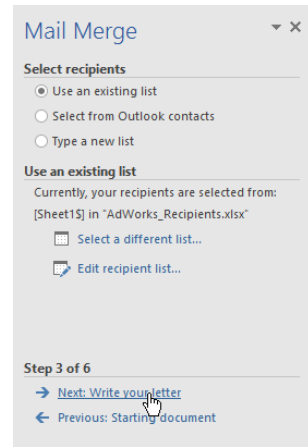 Mail Merge
Select recipients
Use an existing list
Select from Outlook contacts
Type a new list
Use an existing list
Currently, your recipients are selected from:
[Sheet1$] in "AdWorks_Recipients.xlsx"
Select a different list...
Edit recipient list...
Step 3 of 6
Next: Write your letter
Previous: Starting document